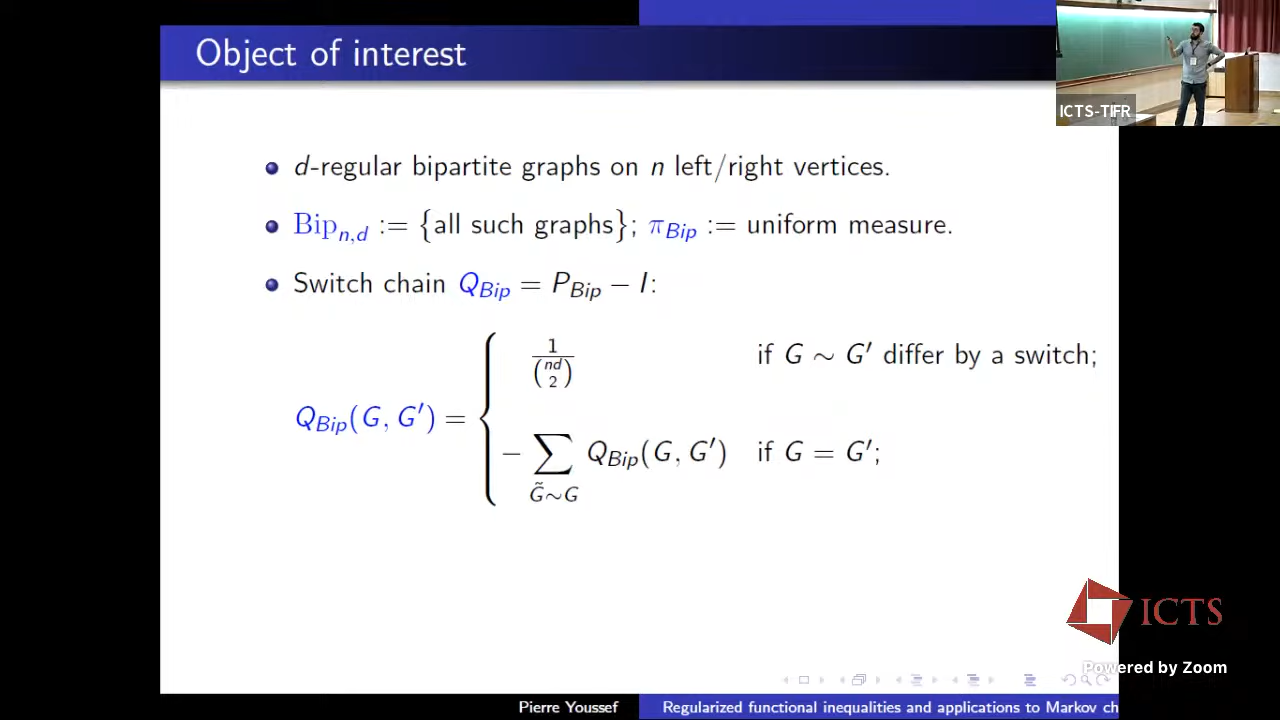 Object of interest
ICTS-TIFR
d-regular bipartite graphs on n left/right vertices.
Bip_{n,d} := {all such graphs}; π_{Bip} := uniform measure.
Switch chain Q_{Bip} = P_{Bip} − I:
Q_{Bip}(G, G′) = { 1/\binom{nd}{2} if G ∼ G′ differ by a switch;
− ∑_{G̃∼G} Q_{Bip}(G, G′) if G = G′;
ICTS
Powered by Zoom
Pierre Youssef
Regularized functional inequalities and applications to Markov ch